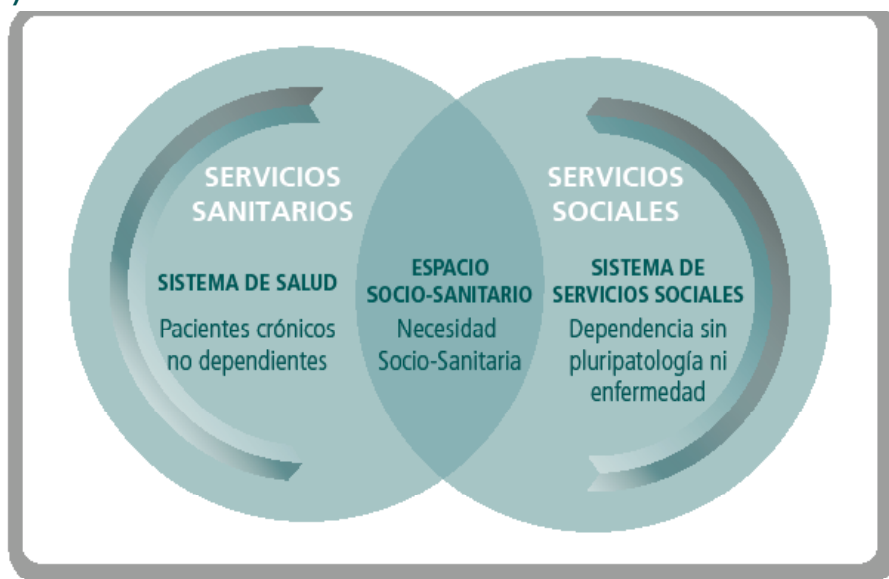 SERVICIOS
SANITARIOS
SISTEMA DE SALUD
Pacientes crónicos
no dependientes
ESPACIO
SOCIO-SANITARIO
Necesidad
Socio-Sanitaria
SERVICIOS
SOCIALES
SISTEMA DE
SERVICIOS SOCIALES
Dependencia sin
pluripatología ni
enfermedad